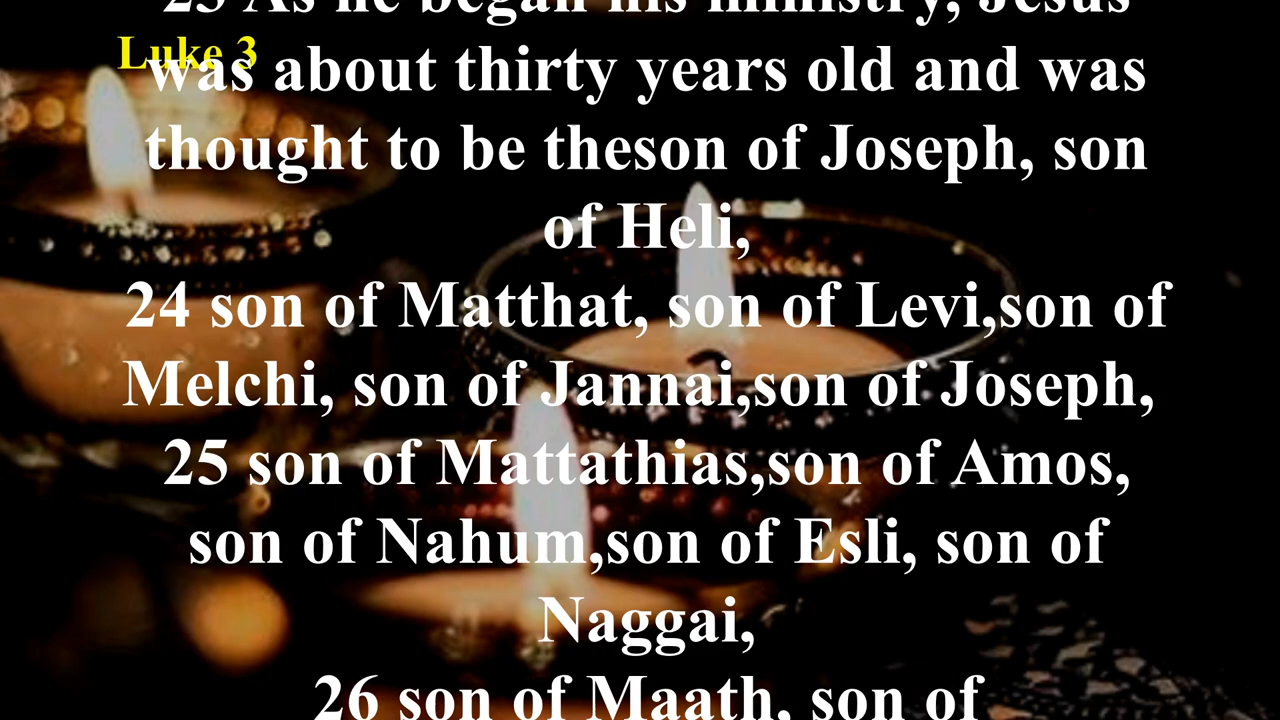 23 As he began his ministry, Jesus
Luke 3
was about thirty years old and was
thought to be theson of Joseph, son
of Heli,
24 son of Matthat, son of Levi,son of
Melchi, son of Jannai,son of Joseph,
25 son of Mattathias,son of Amos,
son of Nahum,son of Esli, son of
Naggai,
26 son of Maath, son of